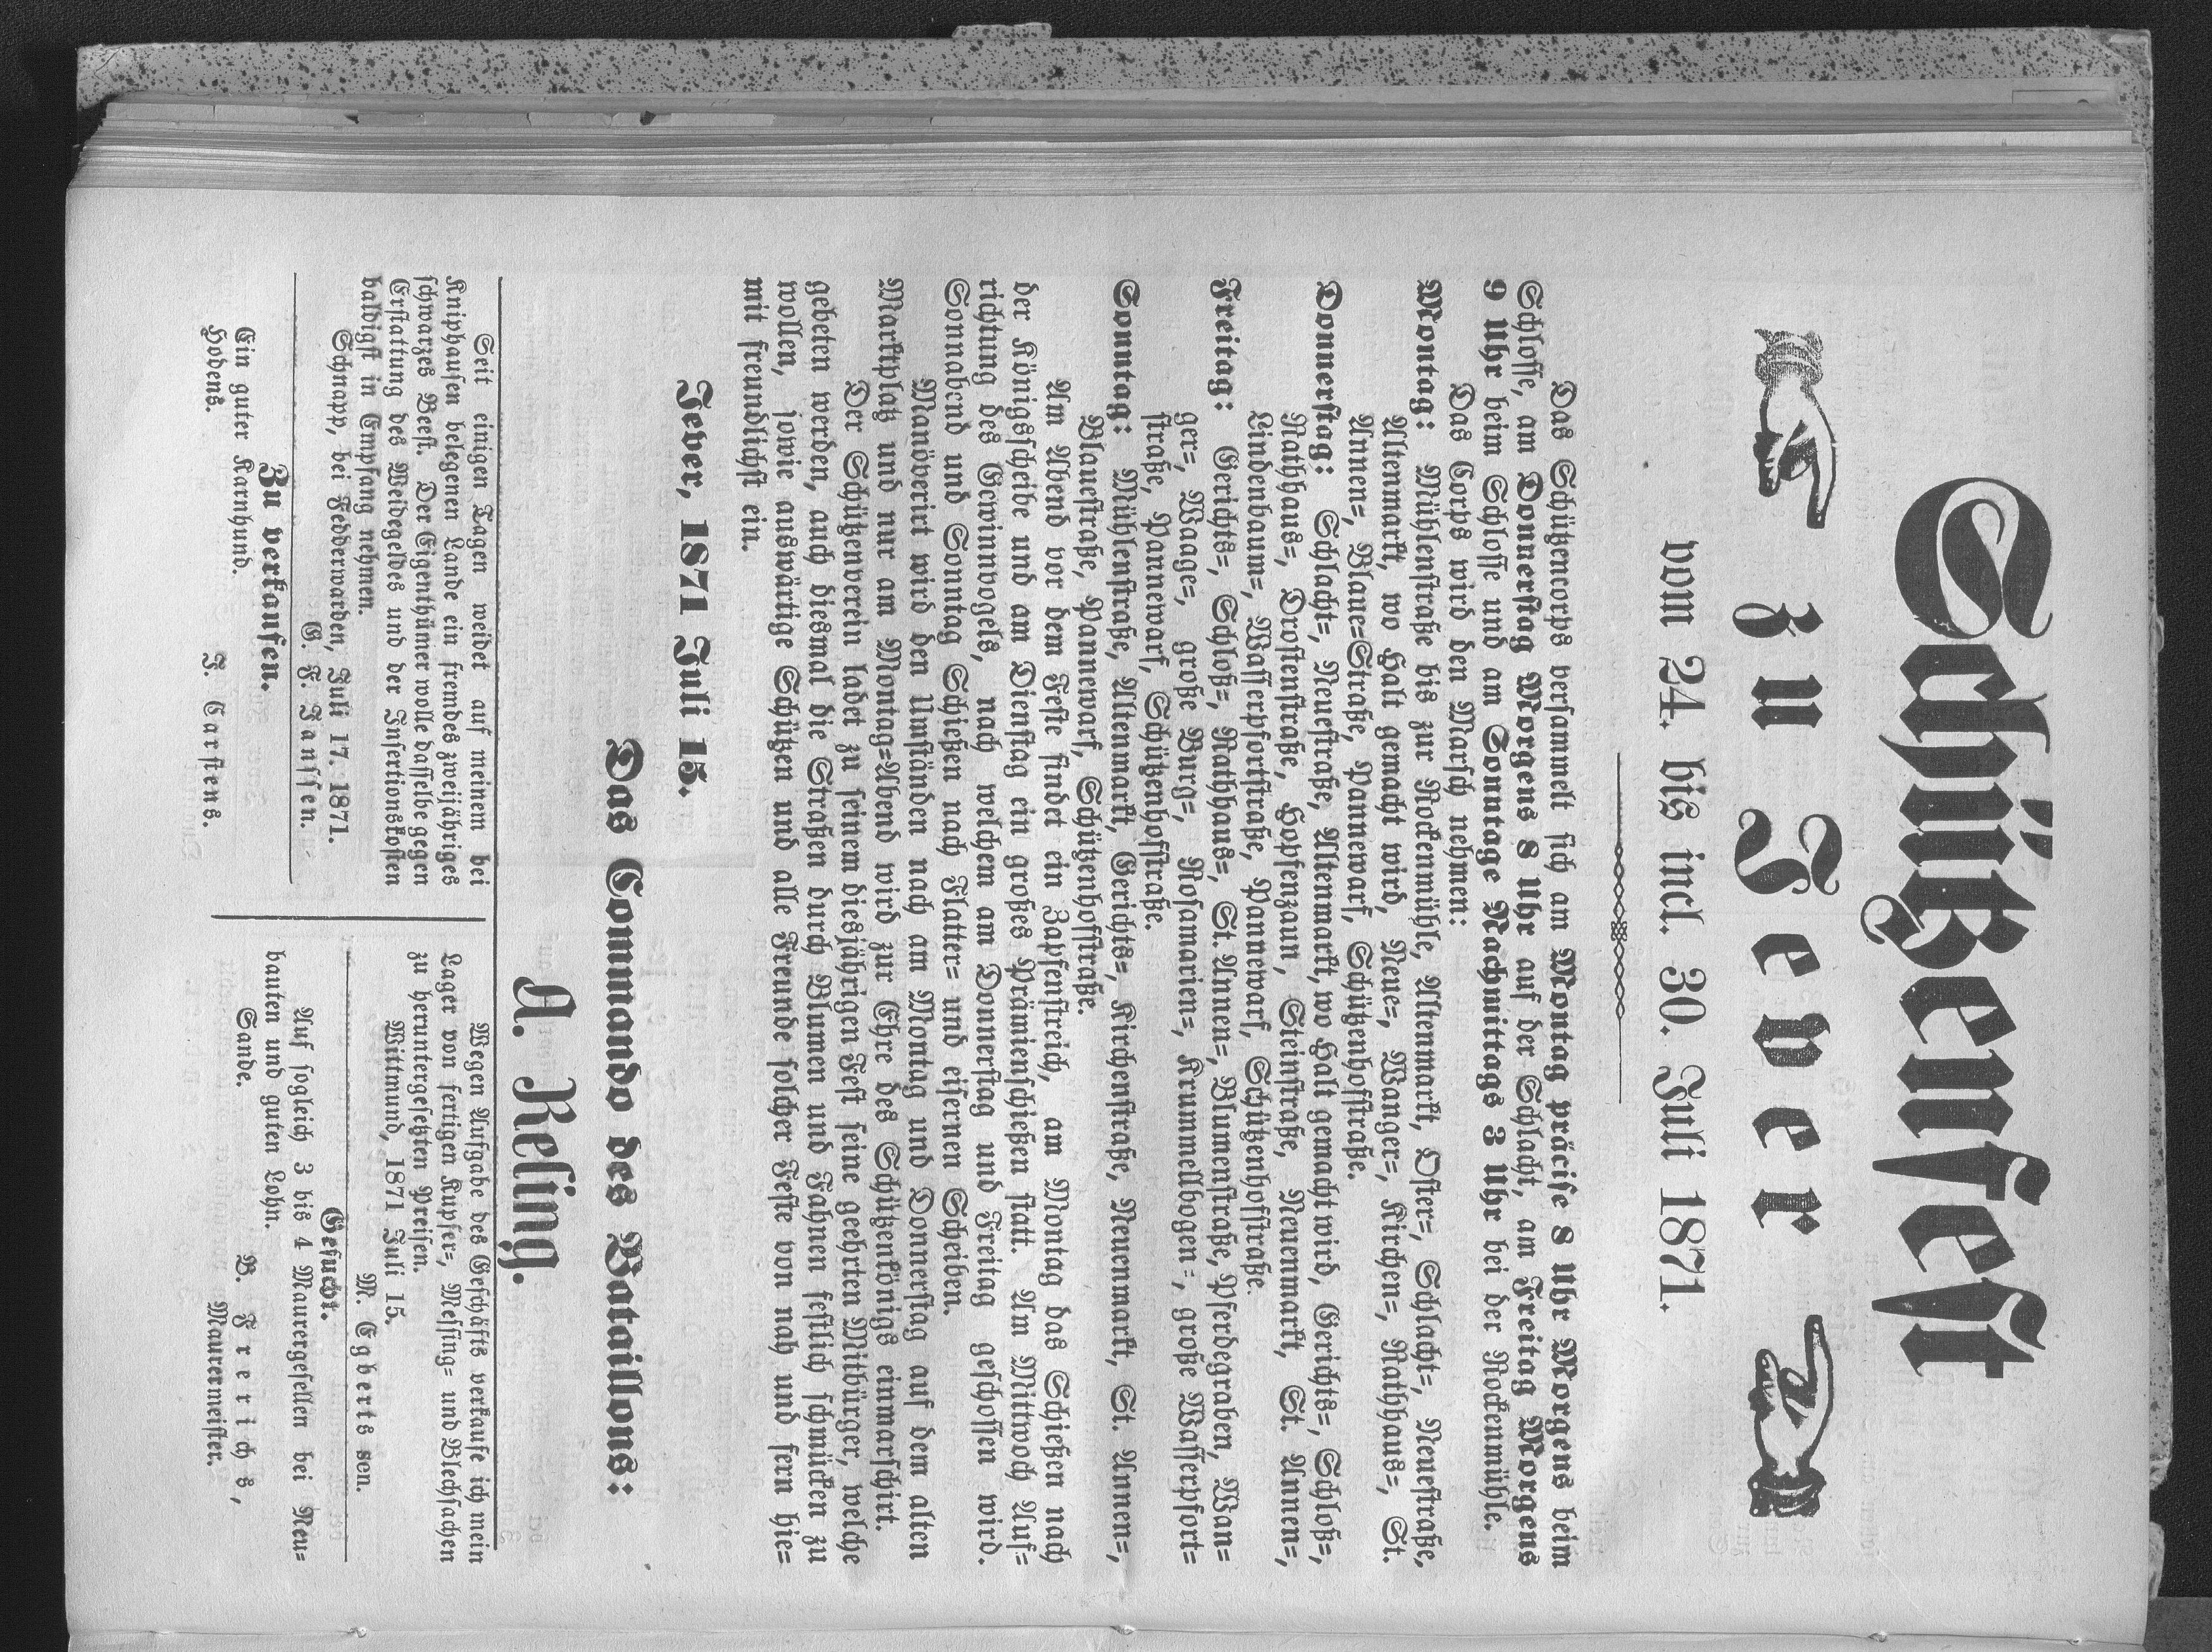 Schützenfest
zu Jever
vom 24. bis incl. 30. Juli 1871.
Das Schützencorps versammelt sich am Montag präcise 8 Uhr Morgens beim
Schlosse, am Donnerstag Morgens 8 Uhr auf der Schlacht, am Freitag Morgens
9 Uhr beim Schlosse und am Sonntage Nachmittags 3 Uhr bei der Rockenmühle.
Das Corps wird den Marsch nehmen:
Montag: Mühlenstraße bis zur Rockenmühle, Altenmarkt, Oster=, Schlacht=, Neuestraße,
Altenmarkt, wo Halt gemacht wird, Neue=, Wanger=, Kirchen=, Rathhaus=, St.
Annen=, Blaue=Straße, Pannewarf, Schützenhofstraße.
Donnerstag: Schlacht=, Neuestraße, Altenmarkt, wo Halt gemacht wird, Gerichts=, Schloß=,
Rathhaus=, Drostenstraße, Hopfenzaun, Steinstraße, Neuenmarkt, St. Annen=,
Lindenbaum=, Wasserpfortstraße, Pannewarf, Schützenhofstraße.
Freitag: Gerichts=, Schloß=, Rathhaus=, St. Annen=, Blumenstraße, Pferdegraben, Wan=
ger=, Waage=, große Burg=, Rosamarien=, Krummellbogen=, große Wasserpfort=
straße, Pannewarf, Schützenhofstraße.
Sonntag: Mühlenstraße, Altenmarkt, Gerichts=, Kirchenstraße, Neuenmarkt, St. Annen=,
Blauestraße, Pannewarf, Schützenhofstraße.
Am Abend vor dem Feste findet ein Zapfenstreich, am Montag das Schießen nach
der Königsscheibe und am Dienstag ein großes Prämienschießen statt. Am Mittwoch Auf=
richtung des Gewinnvogels, nach welchem am Donnerstag und Freitag geschossen wird.
Sonnabend und Sonntag Schießen nach Blatter= und eisernen Scheiben.
Manövrirt wird den Umständen nach am Montag und Donnerstag auf dem alten
Marktplatz und nur am Montag=Abend wird zur Ehre des Schützenkönigs einmarschirt.
Der Schützenverein ladet zu seinem diesjährigen Fest seine geehrten Mitbürger, welche
gebeten werden, auch diesmal die Straßen durch Blumen und Fahnen festlich schmücken zu
wollen, sowie auswärtige Schützen und alle Freunde solcher Feste von nah und fern hie=
mit freundlichst ein.
Jever, 1871 Juli 15.
Das Commando des Bataillons:
A. Kelling.
Seit einigen Tagen weidet auf meinem bei
Kniphausen belegenen Lande ein fremdes zweijähriges
schwarzes Beest. Der Eigenthümer wolle dasselbe gegen
Erstattung des Weidegeldes und der Insertionskosten
baldigst in Empfang nehmen.
Schnapp, bei Fedderwarden, Juli 17. 1871.
G. F. Janssen.
Zu verkaufen.
Ein guter Karnhund.
Hodens. J. Carstens.
Wegen Aufgabe des Geschäfts verkaufe ich mein
Lager von fertigen Kupfer=, Messing= und Blechsachen
zu heruntergesetzten Preisen.
Wittmund, 1871 Juli 15.
M. Egberts sen.
Gesucht.
Auf sogleich 3 bis 4 Maurergesellen bei Neu=
bauten und guten Lohn.
Sande. B. Frerichs,
Maurermeister.